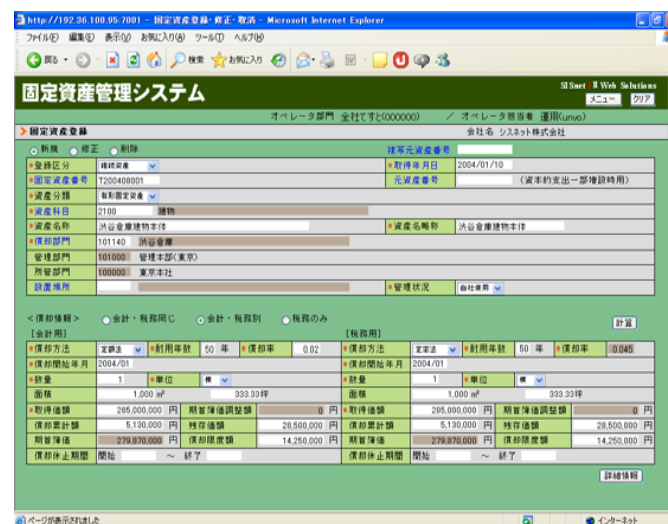 http://192.36.100.95:7001 - 固定資産登録･修正･取消 - Microsoft Internet Explorer
ファイル(F) 編集(E) 表示(V) お気に入り(A) ツール(T) ヘルプ(H)
戻る 検索 お気に入り
固定資産管理システム
SISnet II Web Solutions
メニュー クリア
オペレータ部門 全社てすと(000000) / オペレータ担当者 運用(unyo)
固定資産登録 会社名 シスネット株式会社
新規 修正 削除 複写元資産番号
*登録区分 継続資産 *取得年月日 2004/01/10
*固定資産番号 T200408001 元資産番号 (資本的支出一部増設時用)
*資産分類 有形固定資産
*資産科目 2100 建物
*資産名称 渋谷倉庫建物本体 *資産名略称 渋谷倉庫建物本体
*償却部門 101140 渋谷倉庫
管理部門 101000 管理本部(東京)
所管部門 100000 東京本社
設置場所 *管理状況 自社使用
<償却情報> 会計・税務同じ 会計・税務別 税務のみ 計算
[会計用] [税務用]
*償却方法 定額法 *耐用年数 50 年 *償却率 0.02 *償却方法 定率法 *耐用年数 50 年 *償却率 0.045
*償却開始年月 2004/01 *償却開始年月 2004/01
*数量 1 *単位 棟 *数量 1 *単位 棟
面積 1,000 ㎡ 333.33坪 面積 1,000 ㎡ 333.33坪
*取得価額 285,000,000 円 期首簿価調整額 0 円 *取得価額 285,000,000 円 期首簿価調整額 0 円
償却累計額 5,130,000 円 残存価額 28,500,000 円 償却累計額 5,130,000 円 残存価額 28,500,000 円
期首簿価 279,870,000 円 償却限度額 14,250,000 円 期首簿価 279,870,000 円 償却限度額 14,250,000 円
償却休止期間 開始 ～ 終了 償却休止期間 開始 ～ 終了
詳細情報
ページが表示されました インターネット